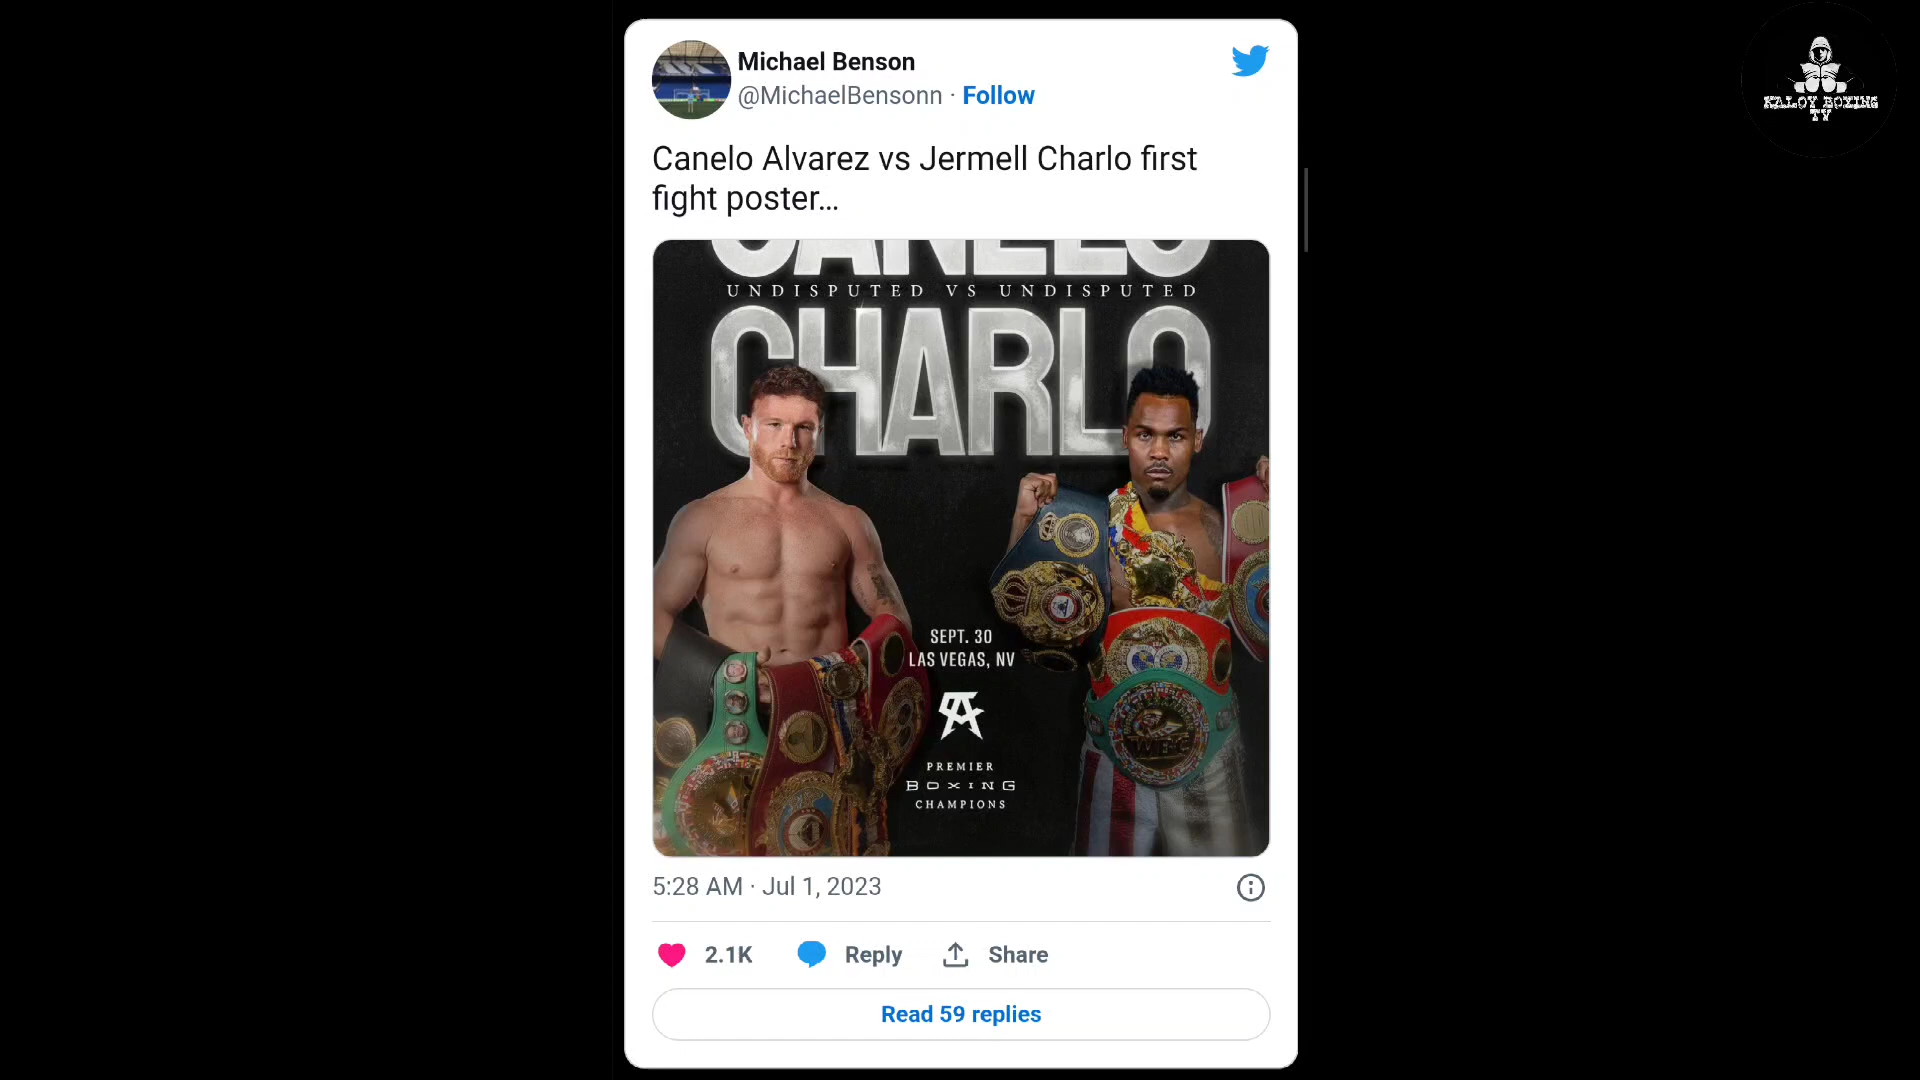 Michael Benson
@MichaelBensonn · Follow
KALOY BOXING
TV
Canelo Alvarez vs Jermell Charlo first
fight poster...
CANELO
UNDISPUTED VS UNDISPUTED
CHARLO
SEPT. 30
LAS VEGAS, NV
PREMIER
BOXING
CHAMPIONS
WBC
5:28 AM · Jul 1, 2023
2.1K Reply Share
Read 59 replies